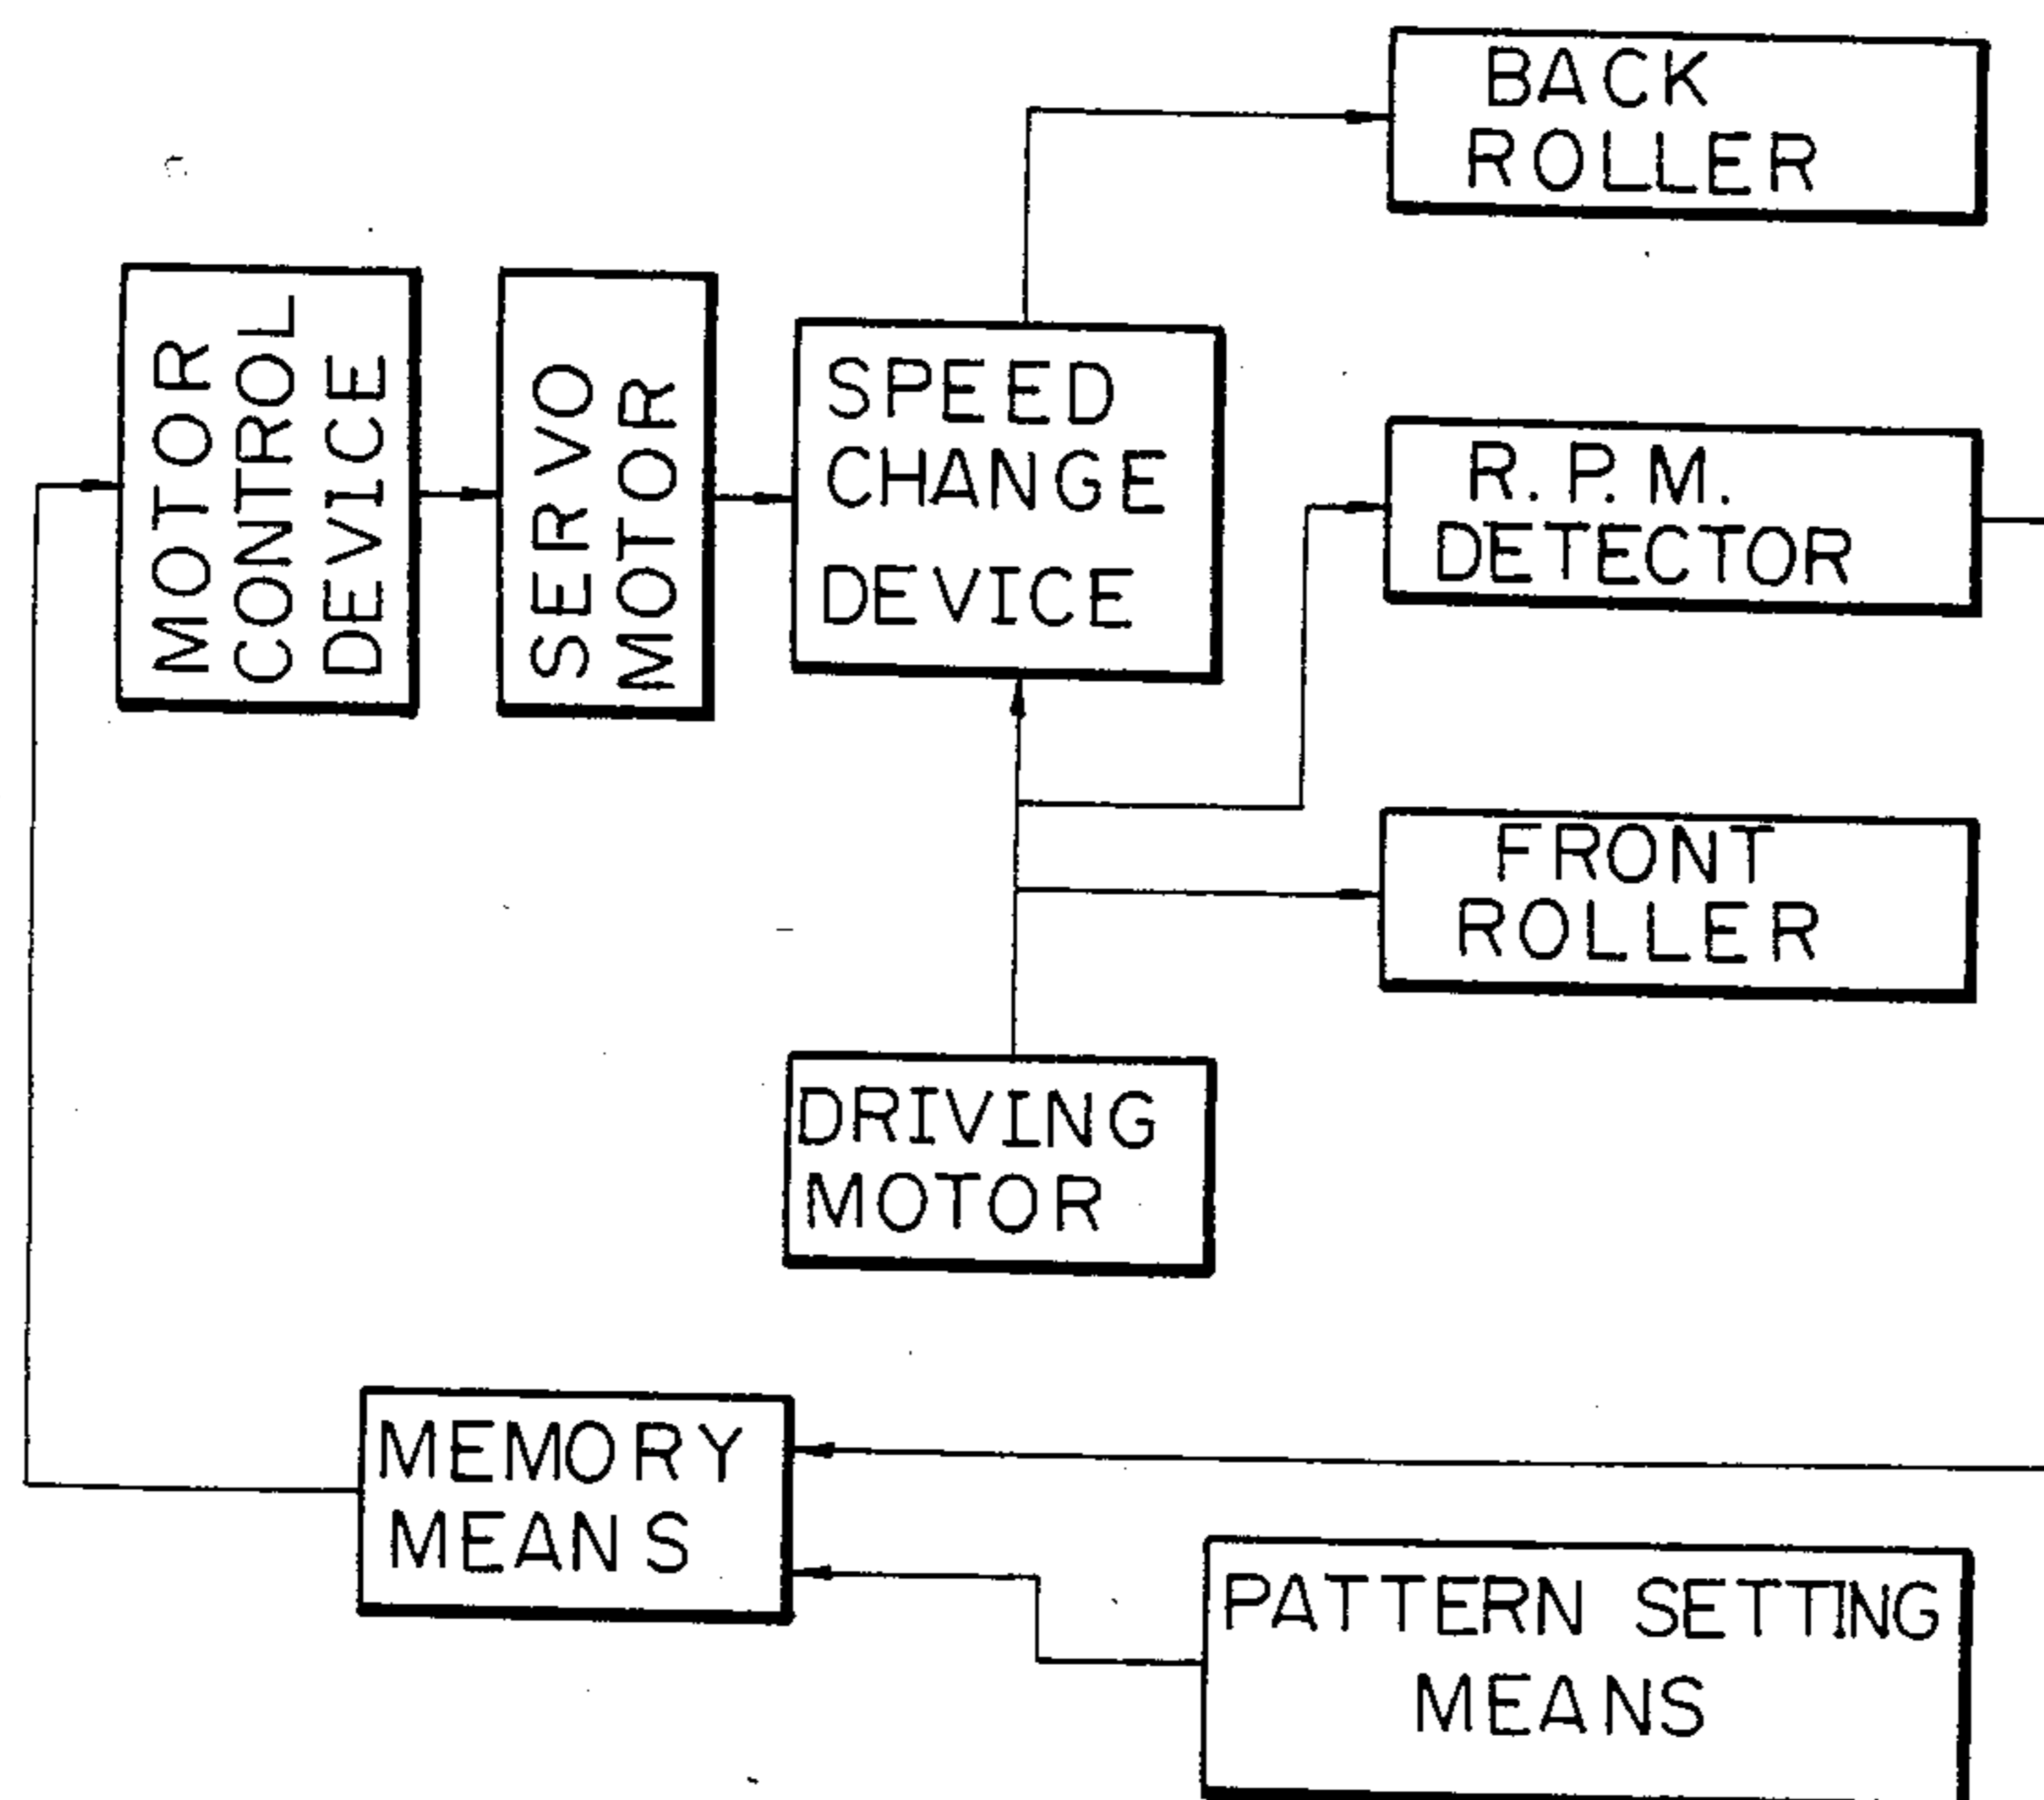 BACK
ROLLER
MOTOR
CONTROL
DEVICE
SERVO
MOTOR
SPEED
CHANGE
DEVICE
R.P.M.
DETECTOR
FRONT
ROLLER
DRIVING
MOTOR
MEMORY
MEANS
PATTERN SETTING
MEANS